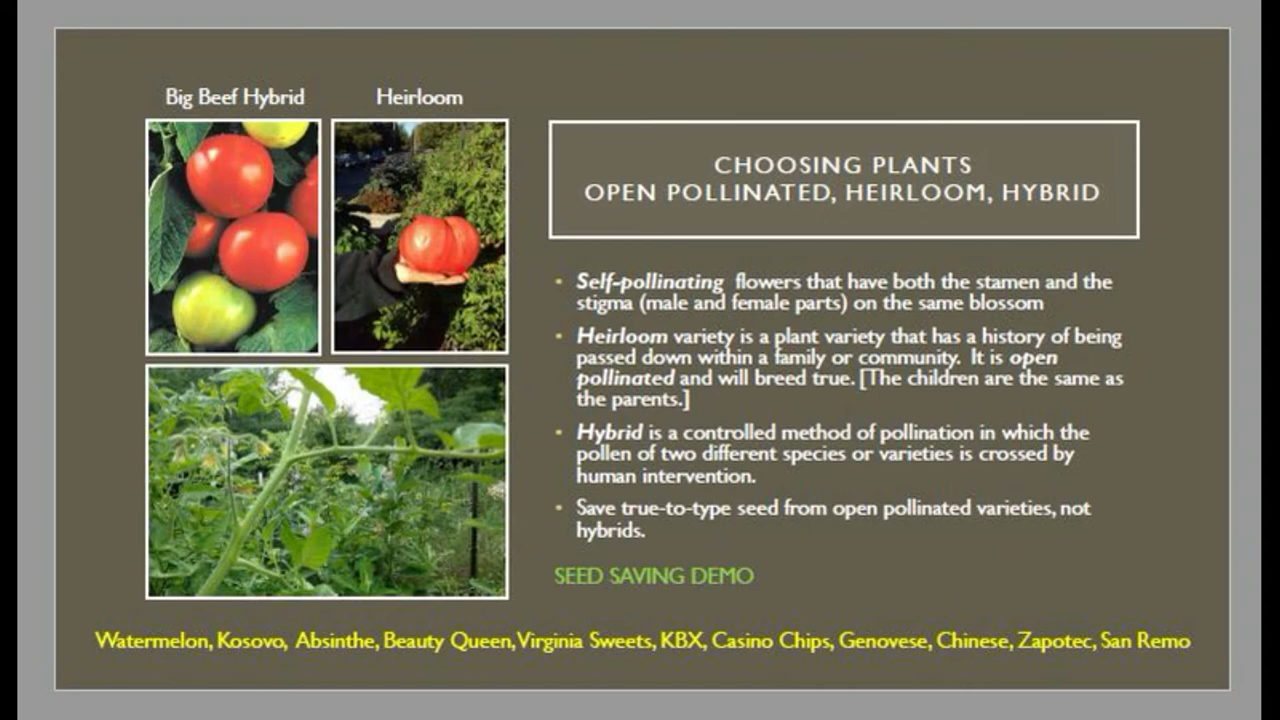 Big Beef Hybrid
Heirloom
CHOOSING PLANTS
OPEN POLLINATED, HEIRLOOM, HYBRID
• Self-pollinating flowers that have both the stamen and the
stigma (male and female parts) on the same blossom
• Heirloom variety is a plant variety that has a history of being
passed down within a family or community. It is open
pollinated and will breed true. [The children are the same as
the parents.]
• Hybrid is a controlled method of pollination in which the
pollen of two different species or varieties is crossed by
human intervention.
• Save true-to-type seed from open pollinated varieties, not
hybrids.
SEED SAVING DEMO
Watermelon, Kosovo, Absinthe, Beauty Queen, Virginia Sweets, KBX, Casino Chips, Genovese, Chinese, Zapotec, San Remo